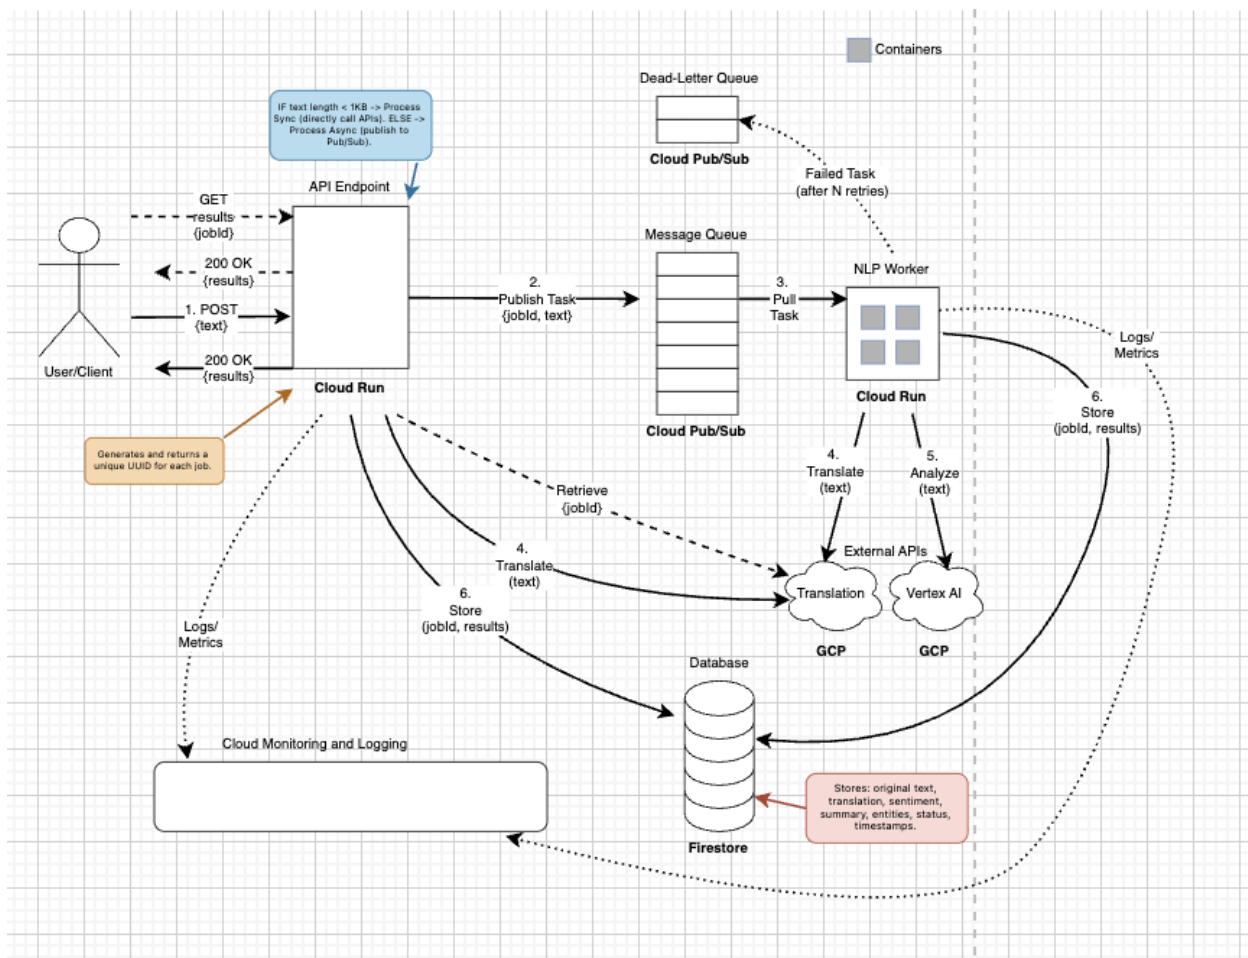 Containers
Dead-Letter Queue
Cloud Pub/Sub
IF text length < 1KB -> Process
Sync (directly call APIs). ELSE ->
Process Async (publish to
Pub/Sub).
API Endpoint
Failed Task
(after N retries)
GET
results
{jobId}
Message Queue
200 OK
{results}
NLP Worker
2.
Publish Task
{jobId, text}
3.
Pull
Task
1. POST
{text}
Logs/
Metrics
200 OK
{results}
User/Client
Cloud Run
Cloud Run
6.
Store
(jobId, results)
Cloud Pub/Sub
Generates and returns a
unique UUID for each job.
4.
Translate
(text)
5.
Analyze
(text)
Retrieve
{jobId}
External APIs
4.
Translate
(text)
Translation
Vertex AI
6.
Store
(jobId, results)
Logs/
Metrics
GCP
GCP
Database
Cloud Monitoring and Logging
Stores: original text,
translation, sentiment,
summary, entities, status,
timestamps.
Firestore